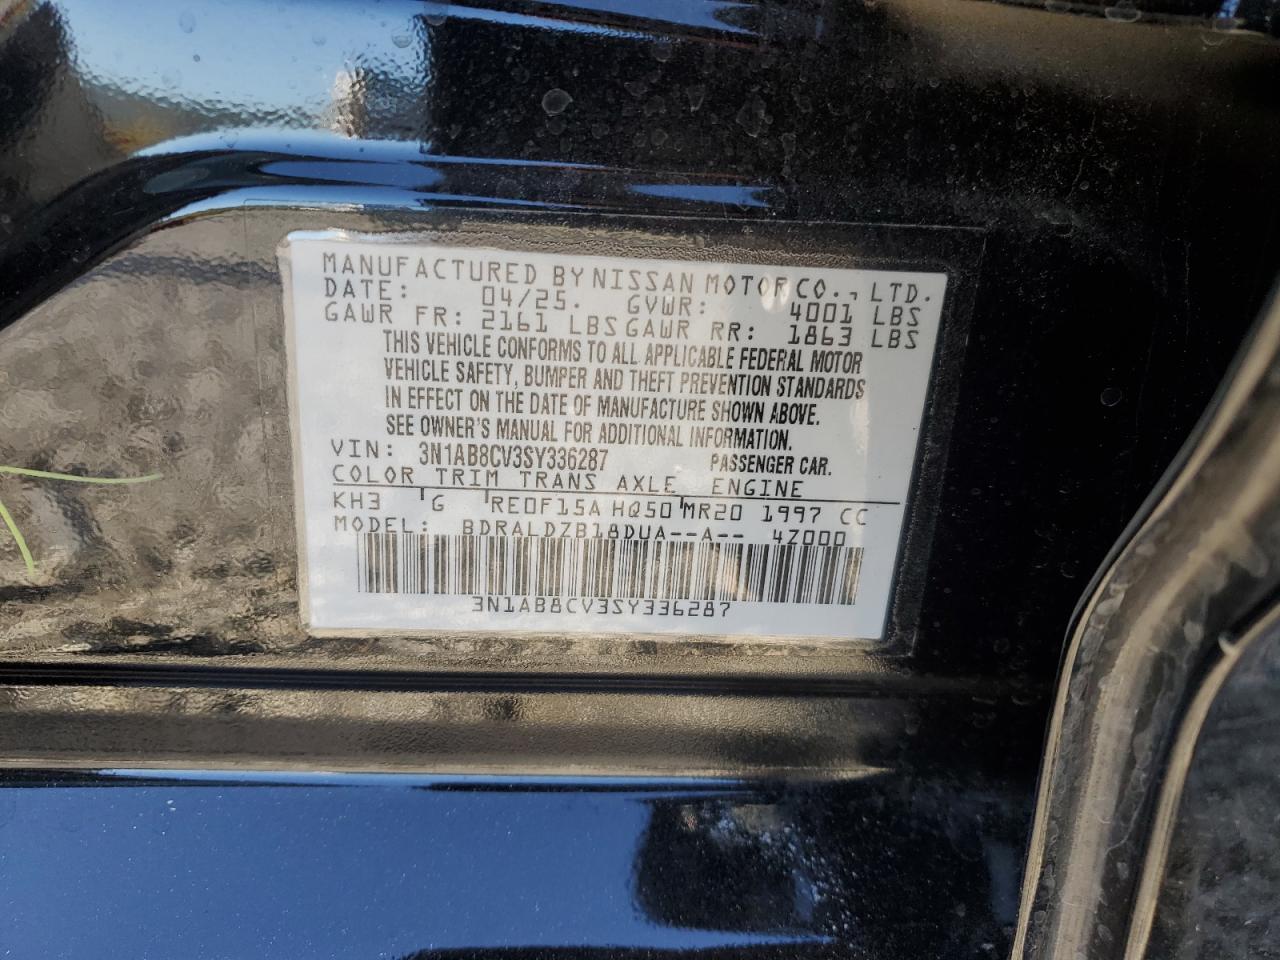 MANUFACTURED BY NISSAN MOTOR CO., LTD.
DATE: 04/25. GVWR: 4001 LBS
GAWR FR: 2161 LBS GAWR RR: 1863 LBS
THIS VEHICLE CONFORMS TO ALL APPLICABLE FEDERAL MOTOR
VEHICLE SAFETY, BUMPER AND THEFT PREVENTION STANDARDS
IN EFFECT ON THE DATE OF MANUFACTURE SHOWN ABOVE.
SEE OWNER'S MANUAL FOR ADDITIONAL INFORMATION.
VIN: 3N1AB8CV3SY336287 PASSENGER CAR.
COLOR TRIM TRANS AXLE ENGINE
KH3 G RE0F15A HQ50 MR20 1997 CC
MODEL: BDRALDZB18DUA--A-- 4Z000
3N1AB8CV3SY336287